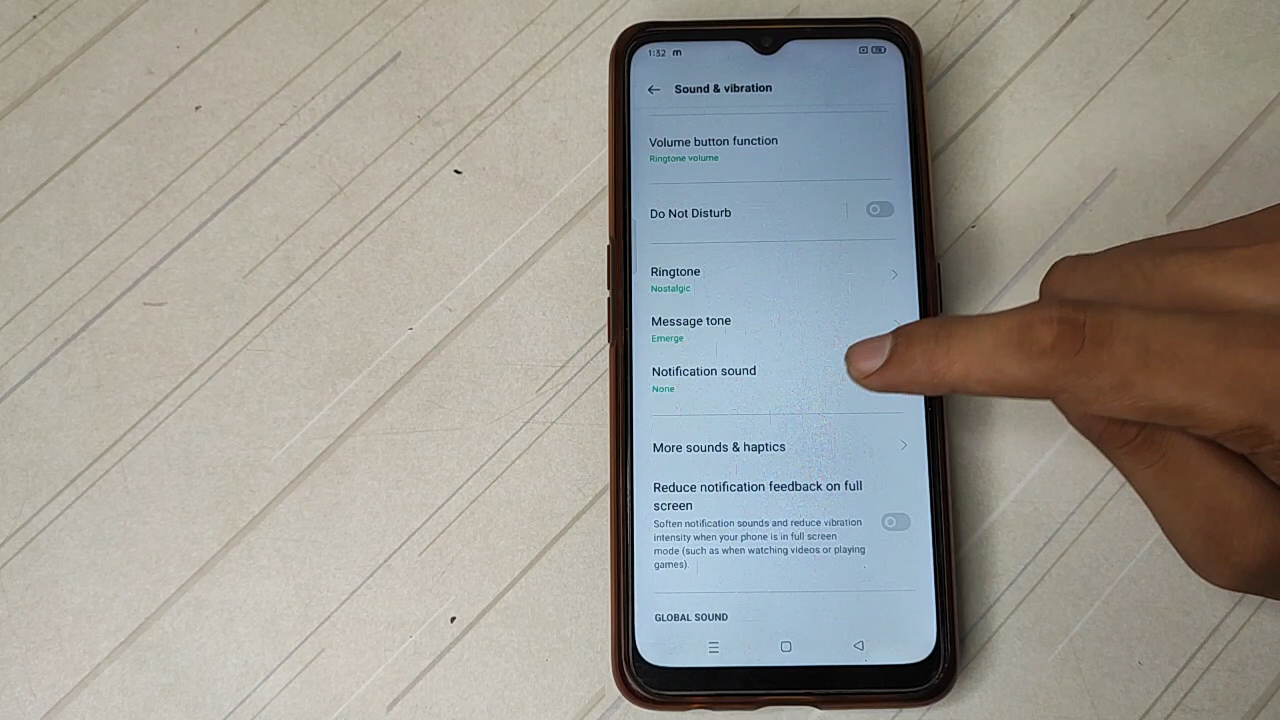 1:32 m
Sound & vibration
Volume button function
Ringtone volume
Do Not Disturb
Ringtone
Nostalgic
Message tone
Emerge
Notification sound
None
More sounds & haptics
Reduce notification feedback on full
screen
Soften notification sounds and reduce vibration
intensity when your phone is in full screen
mode (such as when watching videos or playing
games).
GLOBAL SOUND